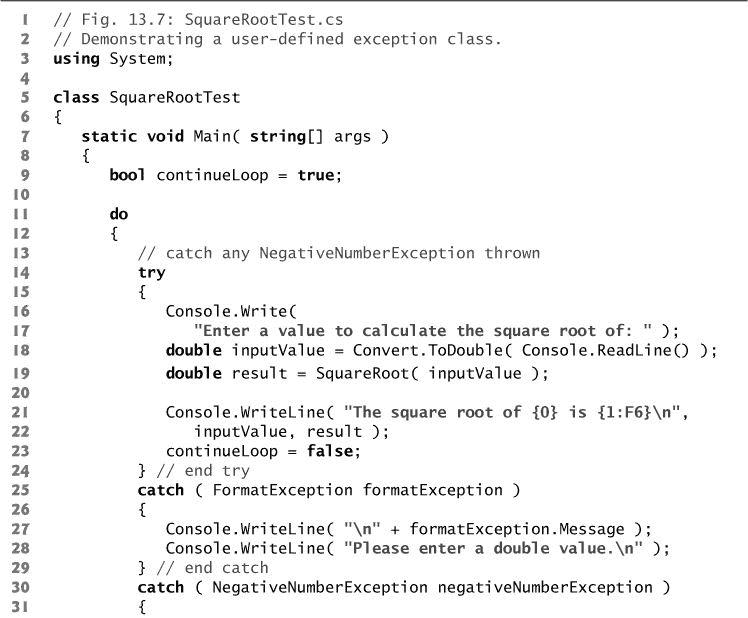 1 // Fig. 13.7: SquareRootTest.cs
2 // Demonstrating a user-defined exception class.
3 using System;
4
5 class SquareRootTest
6 {
7 static void Main( string[] args )
8 {
9 bool continueLoop = true;
10
11 do
12 {
13 // catch any NegativeNumberException thrown
14 try
15 {
16 Console.Write(
17 "Enter a value to calculate the square root of: " );
18 double inputValue = Convert.ToDouble( Console.ReadLine() );
19 double result = SquareRoot( inputValue );
20
21 Console.WriteLine( "The square root of {0} is {1:F6}\n",
22 inputValue, result );
23 continueLoop = false;
24 } // end try
25 catch ( FormatException formatException )
26 {
27 Console.WriteLine( "\n" + formatException.Message );
28 Console.WriteLine( "Please enter a double value.\n" );
29 } // end catch
30 catch ( NegativeNumberException negativeNumberException )
31 {